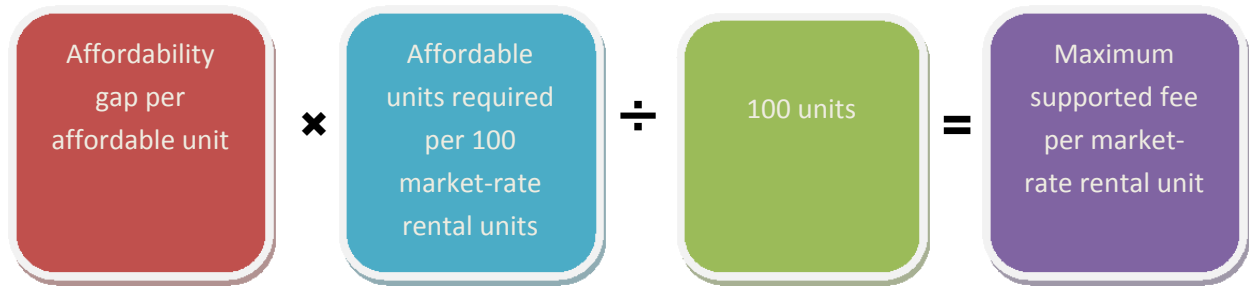 Affordability
gap per
affordable unit
×
Affordable
units required
per 100
market-rate
rental units
÷
100 units
=
Maximum
supported fee
per market-
rate rental unit